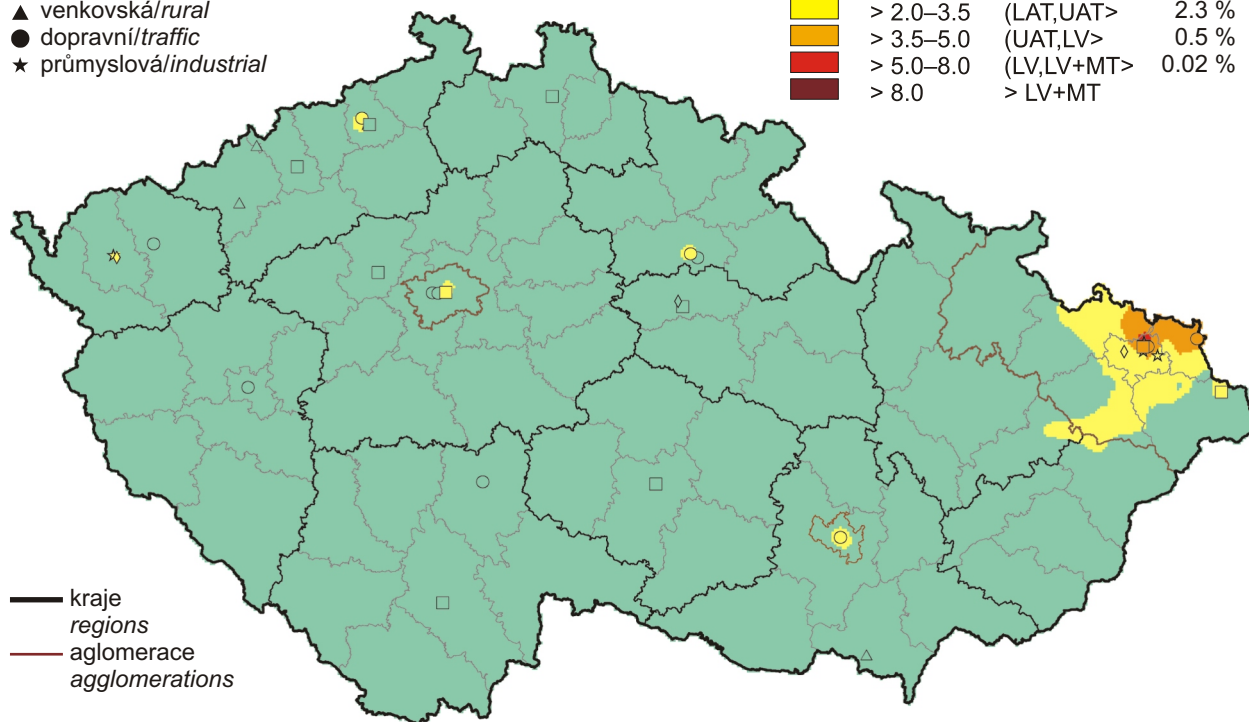 venkovská/rural
dopravní/traffic
průmyslová/industrial
> 2.0–3.5 (LAT,UAT> 2.3 %
> 3.5–5.0 (UAT,LV> 0.5 %
> 5.0–8.0 (LV,LV+MT> 0.02 %
> 8.0 > LV+MT
kraje
regions
aglomerace
agglomerations